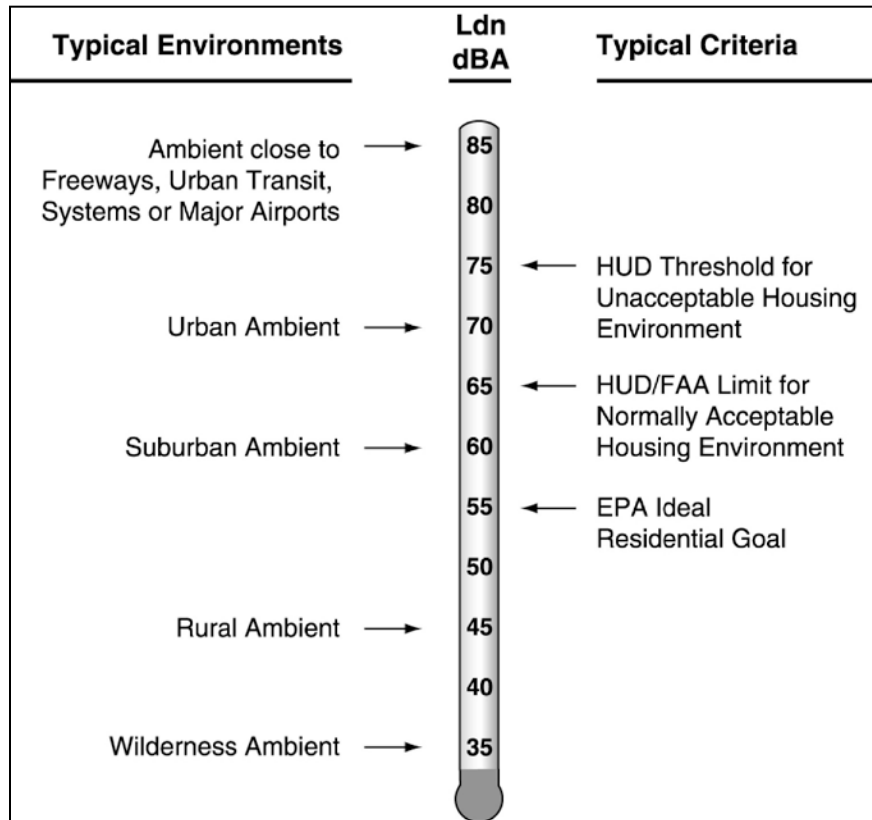 Typical Environments
Ldn
dBA
Typical Criteria
Ambient close to
Freeways, Urban Transit,
Systems or Major Airports
85
80
75
HUD Threshold for
Unacceptable Housing
Environment
Urban Ambient
70
65
HUD/FAA Limit for
Normally Acceptable
Housing Environment
Suburban Ambient
60
55
EPA Ideal
Residential Goal
50
Rural Ambient
45
40
Wilderness Ambient
35